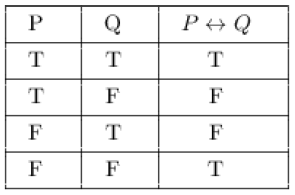 P Q P ↔ Q
T T T
T F F
F T F
F F T